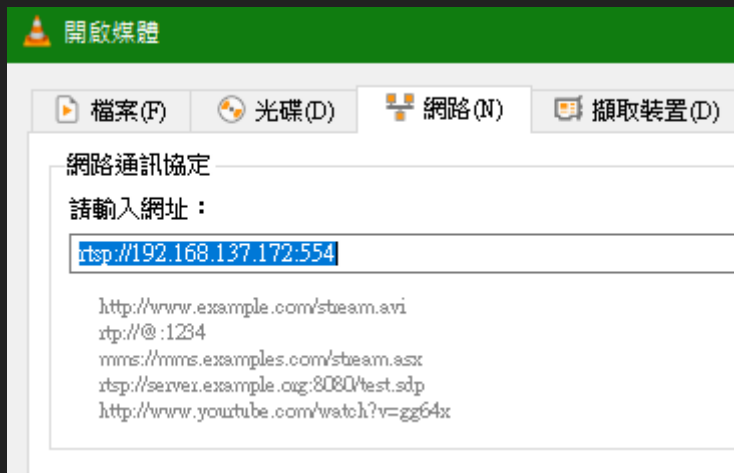 開啟媒體
檔案(F) 光碟(D) 網路(N) 擷取裝置(D)
網路通訊協定
請輸入網址：
rtsp://192.168.137.172:554
http://www.example.com/stream.avi
rtp://@:1234
mms://mms.examples.com/stream.asx
rtsp://server.example.org:8080/test.sdp
http://www.yourtube.com/watch?v=gg64x